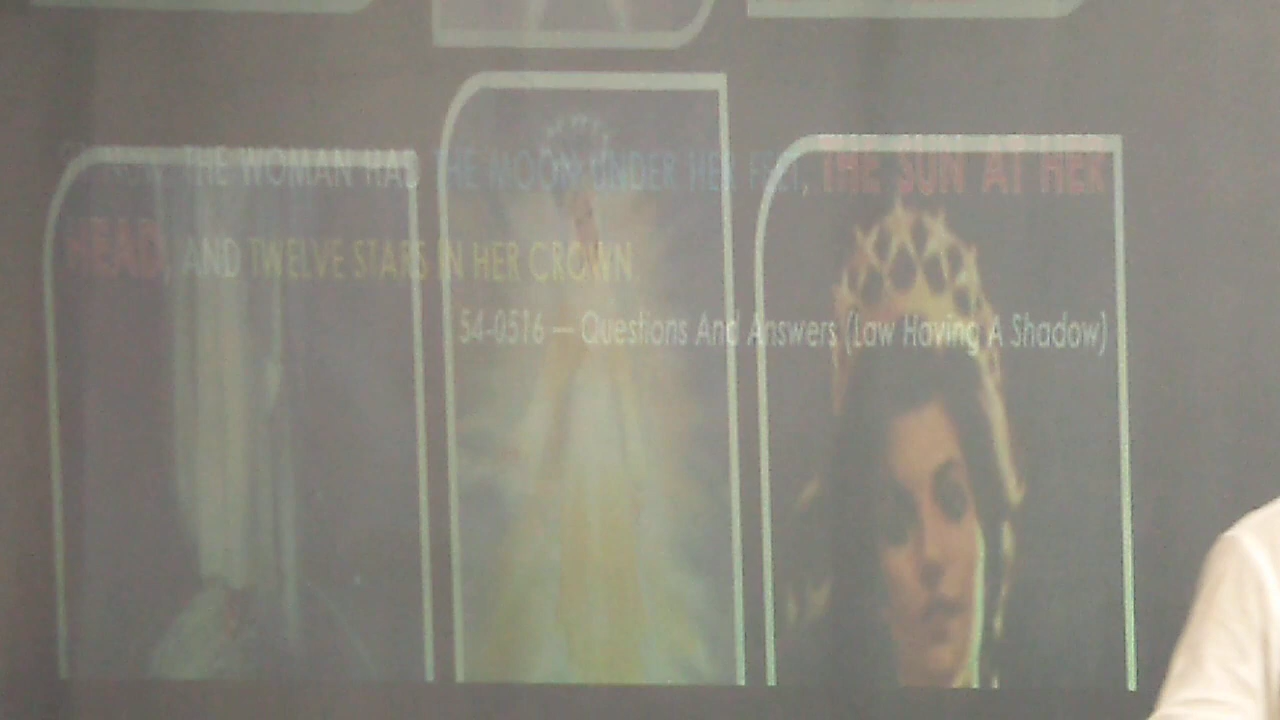 THE WOMAN HAD THE MOON UNDER HER FEET, THE SUN AT HER
HEAD, AND TWELVE STARS IN HER CROWN
54-0516 — Questions And Answers (Law Having A Shadow)